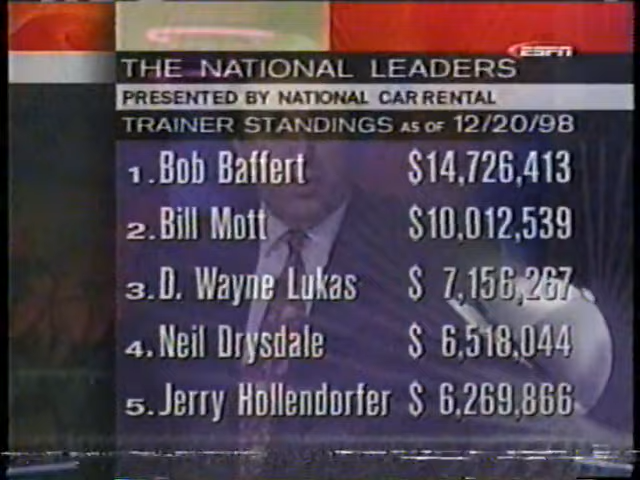 ESPN
THE NATIONAL LEADERS
PRESENTED BY NATIONAL CAR RENTAL
TRAINER STANDINGS AS OF 12/20/98
1. Bob Baffert $14,726,413
2. Bill Mott $10,012,539
3. D. Wayne Lukas $ 7,156,267
4. Neil Drysdale $ 6,518,044
5. Jerry Hollendorfer $ 6,269,866